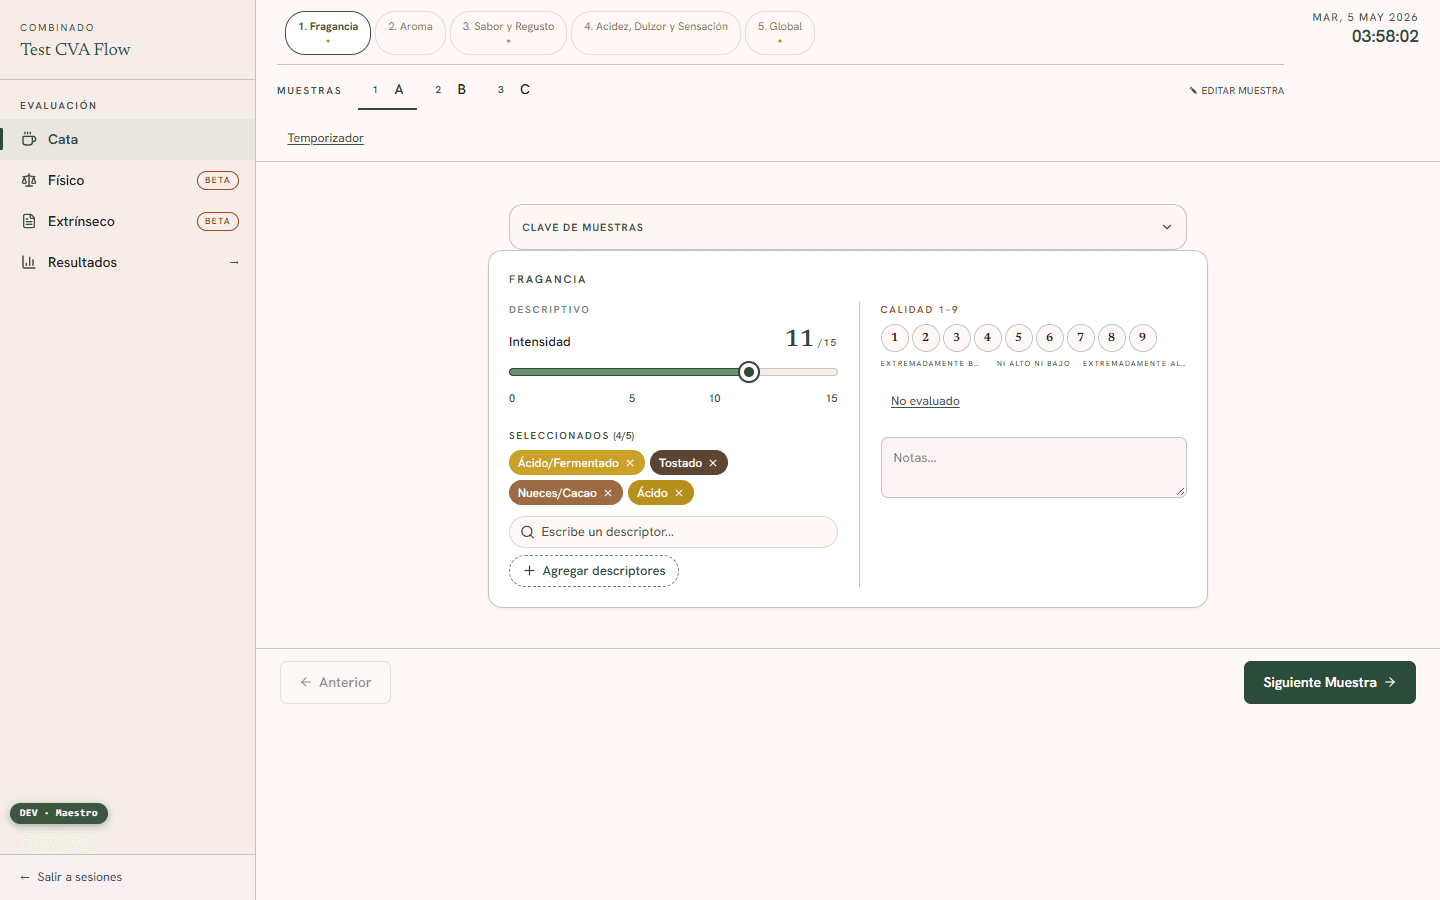 COMBINADO
Test CVA Flow
EVALUACIÓN
Cata
Físico BETA
Extrínseco BETA
Resultados →
DEV · Maestro
← Salir a sesiones
1. Fragancia
2. Aroma
3. Sabor y Regusto
4. Acidez, Dulzor y Sensación
5. Global
MAR, 5 MAY 2026
03:58:02
MUESTRAS 1 A 2 B 3 C
EDITAR MUESTRA
Temporizador
CLAVE DE MUESTRAS
FRAGANCIA
DESCRIPTIVO
Intensidad 11 /15
0 5 10 15
SELECCIONADOS (4/5)
Ácido/Fermentado × Tostado ×
Nueces/Cacao × Ácido ×
Escribe un descriptor...
+ Agregar descriptores
CALIDAD 1–9
1 2 3 4 5 6 7 8 9
EXTREMADAMENTE B... NI ALTO NI BAJO EXTREMADAMENTE AL...
No evaluado
Notas...
← Anterior
Siguiente Muestra →